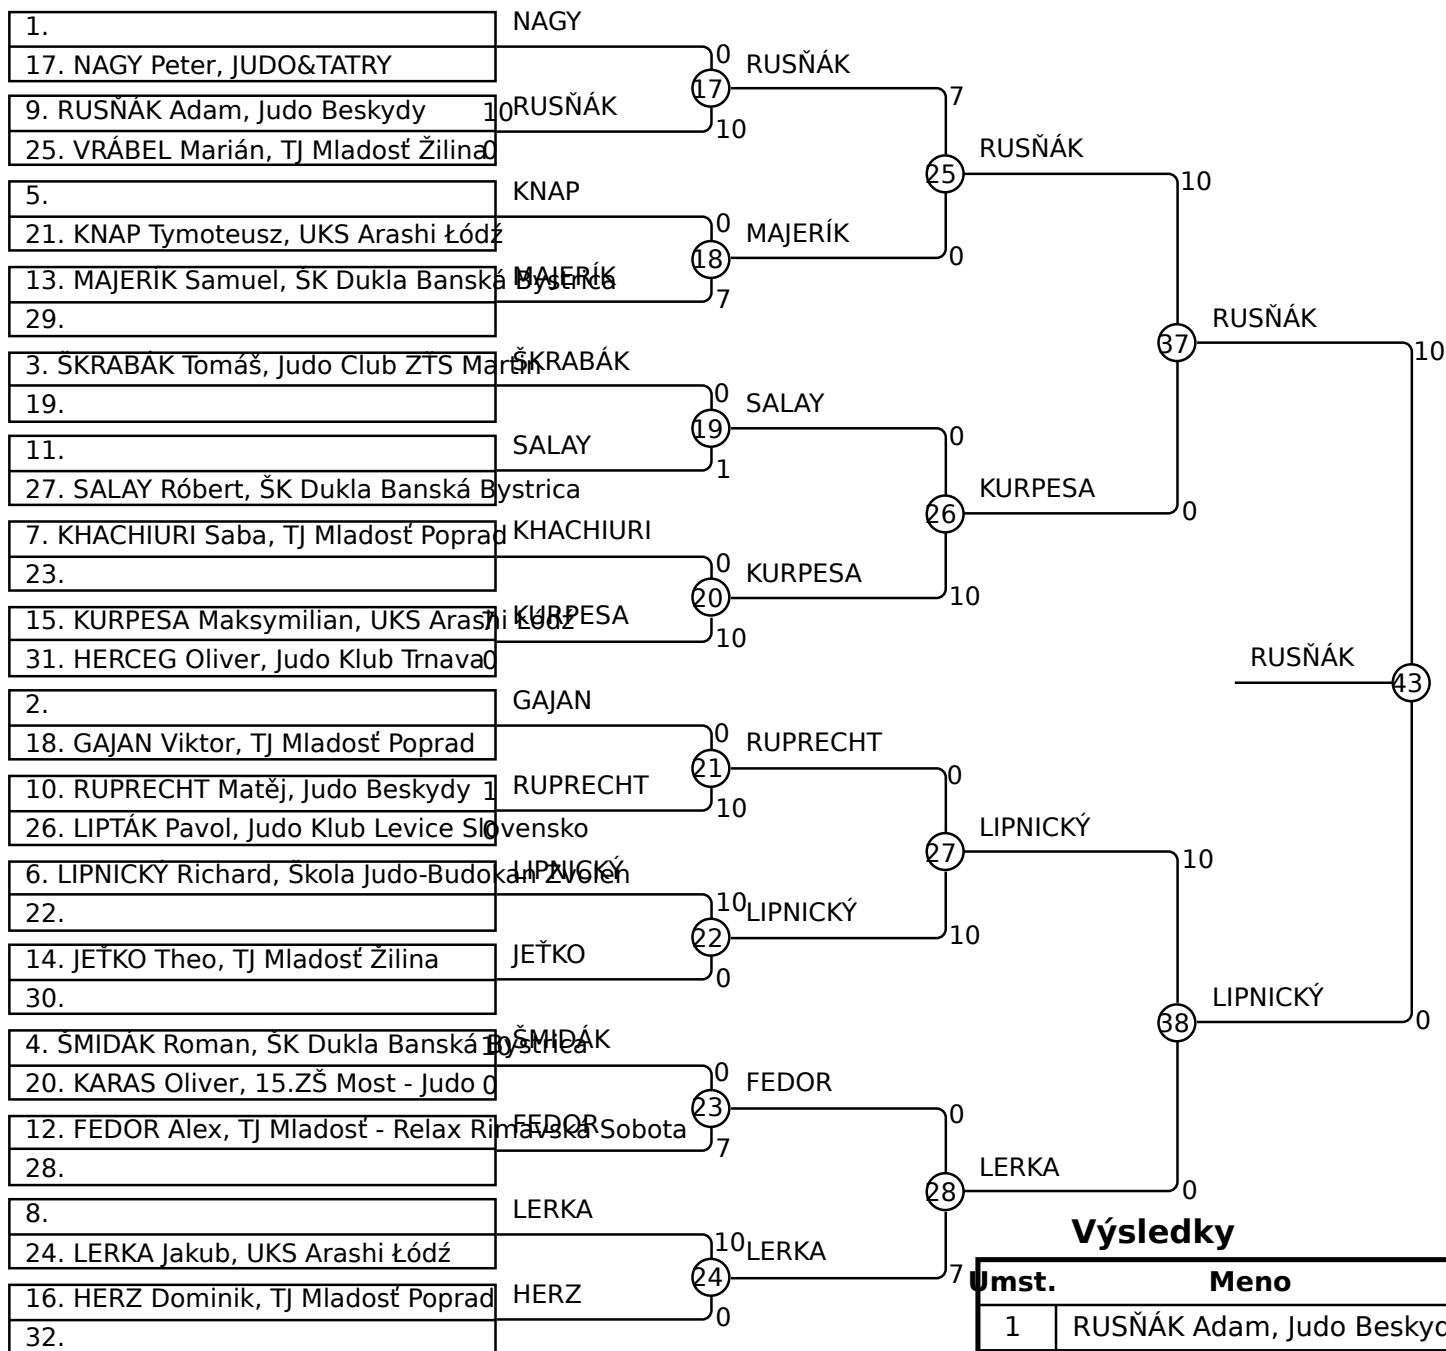 1.
17. NAGY Peter, JUDO&TATRY
9. RUSŇÁK Adam, Judo Beskydy 10
25. VRÁBEL Marián, TJ Mladosť Žilina 0
5.
21. KNAP Tymoteusz, UKS Arashi Łódź
13. MAJERÍK Samuel, ŠK Dukla Banská Bystrica
29.
3. ŠKRABÁK Tomáš, Judo Club ZŤS Martin
19.
11.
27. SALAY Róbert, ŠK Dukla Banská Bystrica
7. KHACHIURI Saba, TJ Mladosť Poprad
23.
15. KURPESA Maksymilian, UKS Arashi Łódź 7
31. HERCEG Oliver, Judo Klub Trnava 0
2.
18. GAJAN Viktor, TJ Mladosť Poprad
10. RUPRECHT Matěj, Judo Beskydy 1
26. LIPTÁK Pavol, Judo Klub Levice Slovensko 0
6. LIPNICKÝ Richard, Škola Judo-Budokan Zvolen
22.
14. JEŤKO Theo, TJ Mladosť Žilina
30.
4. ŠMIDÁK Roman, ŠK Dukla Banská Bystrica 10
20. KARAS Oliver, 15.ZŠ Most - Judo 0
12. FEDOR Alex, TJ Mladosť - Relax Rimavská Sobota
28.
8.
24. LERKA Jakub, UKS Arashi Łódź
16. HERZ Dominik, TJ Mladosť Poprad
32.
NAGY
0
17
RUSŇÁK
10
KNAP
0
18
MAJERÍK
7
ŠKRABÁK
0
19
SALAY
1
KHACHIURI
0
20
KURPESA
10
GAJAN
0
21
RUPRECHT
10
LIPNICKÝ
10
22
JEŤKO
0
ŠMIDÁK
0
23
FEDOR
7
LERKA
10
24
HERZ
0
RUSŇÁK
7
25
MAJERÍK
0
SALAY
0
26
KURPESA
10
RUPRECHT
0
27
LIPNICKÝ
10
FEDOR
0
28
LERKA
7
RUSŇÁK
10
37
KURPESA
0
LIPNICKÝ
10
38
LERKA
0
RUSŇÁK
10
RUSŇÁK
43
LIPNICKÝ
0
Výsledky
Umst. Meno
1 RUSŇÁK Adam, Judo Beskyd